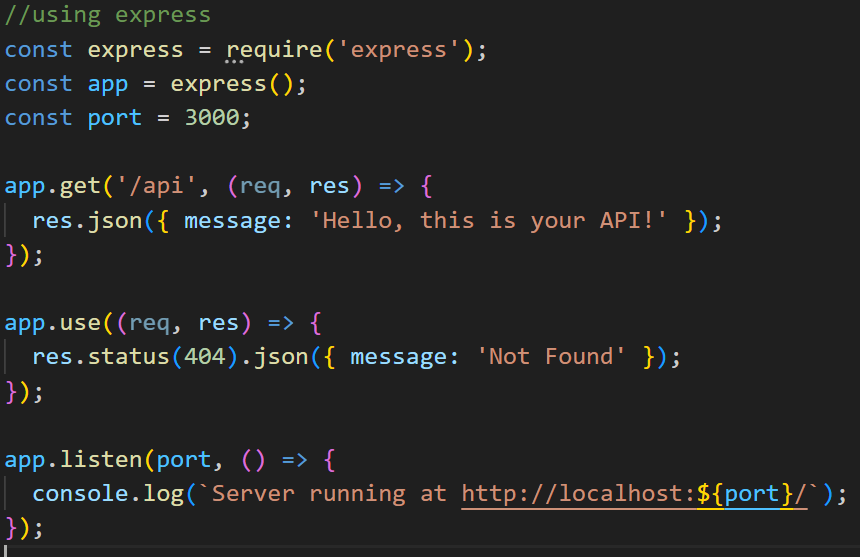 //using express
const express = require('express');
const app = express();
const port = 3000;

app.get('/api', (req, res) => {
  res.json({ message: 'Hello, this is your API!' });
});

app.use((req, res) => {
  res.status(404).json({ message: 'Not Found' });
});

app.listen(port, () => {
  console.log(`Server running at http://localhost:${port}/`);
});